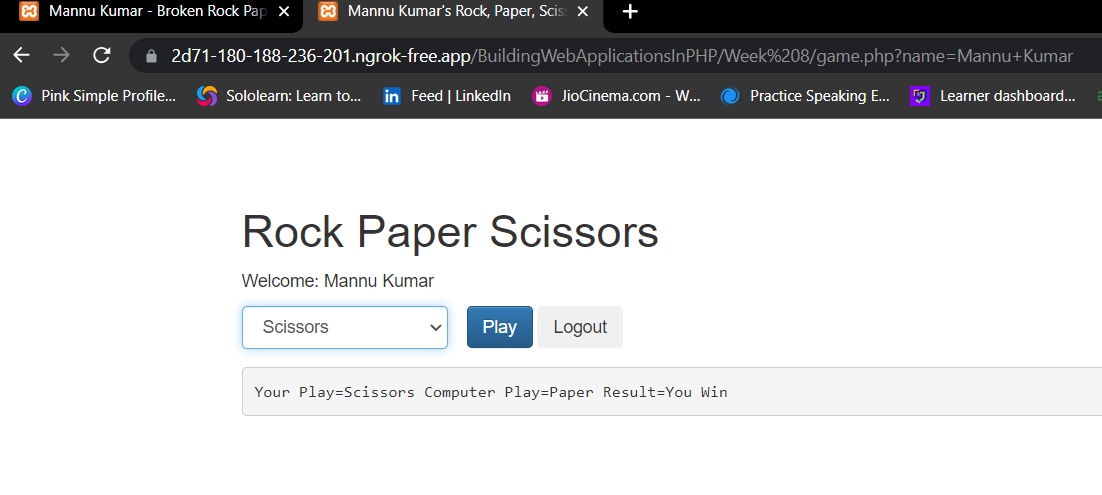 Mannu Kumar - Broken Rock Pap
Mannu Kumar's Rock, Paper, Scis
2d71-180-188-236-201.ngrok-free.app/BuildingWebApplicationsInPHP/Week%208/game.php?name=Mannu+Kumar
Pink Simple Profile... Sololearn: Learn to... in Feed | LinkedIn JioCinema.com - W... Practice Speaking E... Learner dashboard...
Rock Paper Scissors
Welcome: Mannu Kumar
Scissors Play Logout
Your Play=Scissors Computer Play=Paper Result=You Win